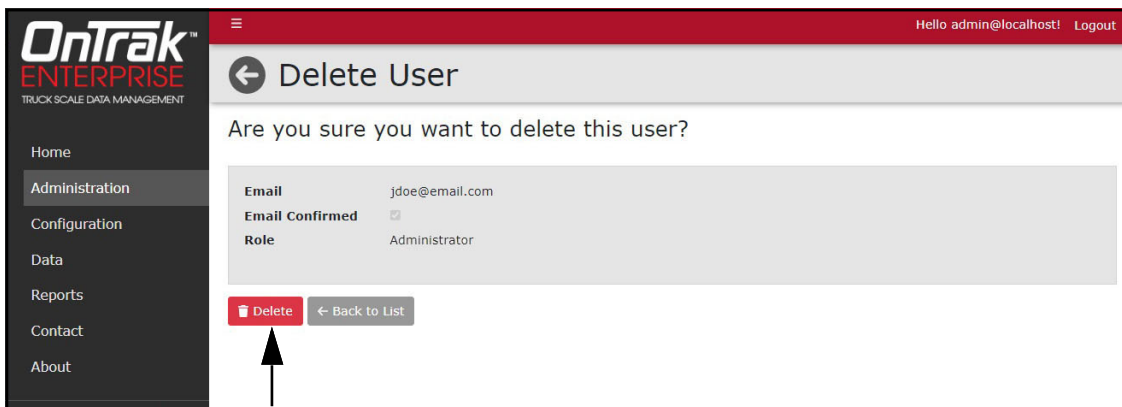 OnTrak™
ENTERPRISE
TRUCK SCALE DATA MANAGEMENT
Home
Administration
Configuration
Data
Reports
Contact
About
Hello admin@localhost! Logout
Delete User
Are you sure you want to delete this user?
Email jdoe@email.com
Email Confirmed
Role Administrator
Delete ← Back to List